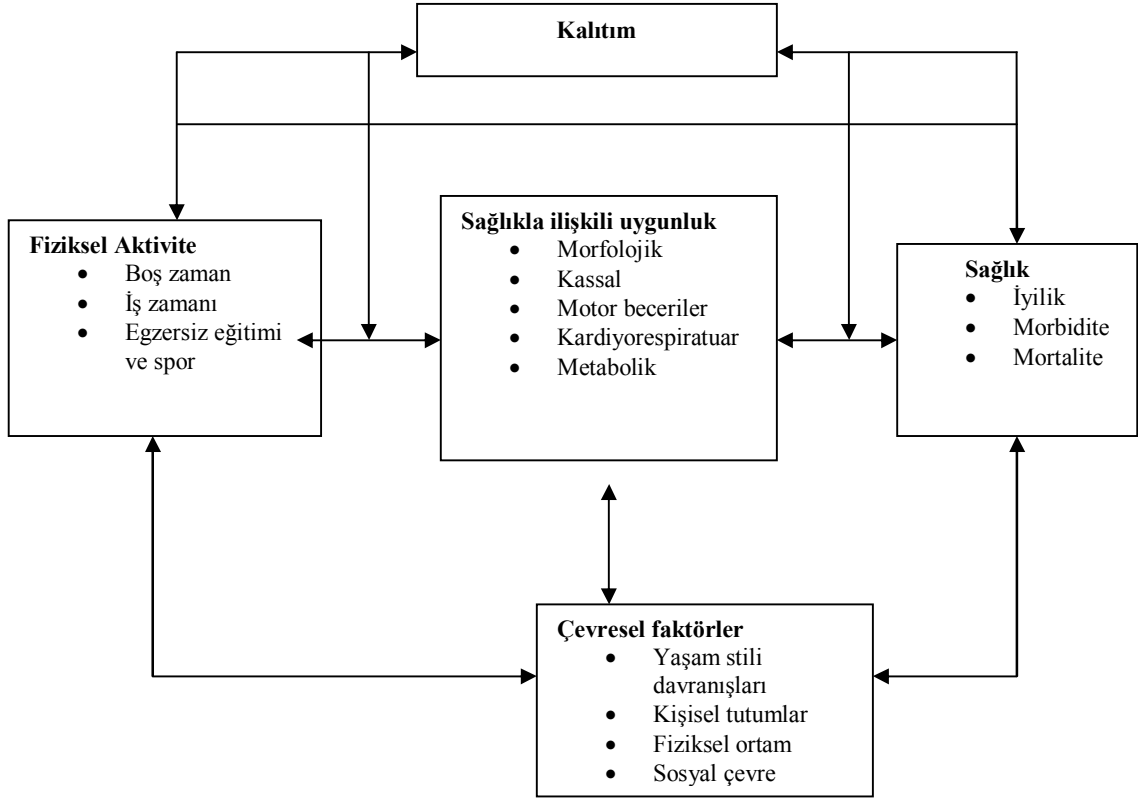 Kalıtım
Fiziksel Aktivite
• Boş zaman
• İş zamanı
• Egzersiz eğitimi
ve spor
Sağlıkla ilişkili uygunluk
• Morfolojik
• Kassal
• Motor beceriler
• Kardiyorespiratuar
• Metabolik
Sağlık
• İyilik
• Morbidite
• Mortalite
Çevresel faktörler
• Yaşam stili
davranışları
• Kişisel tutumlar
• Fiziksel ortam
• Sosyal çevre